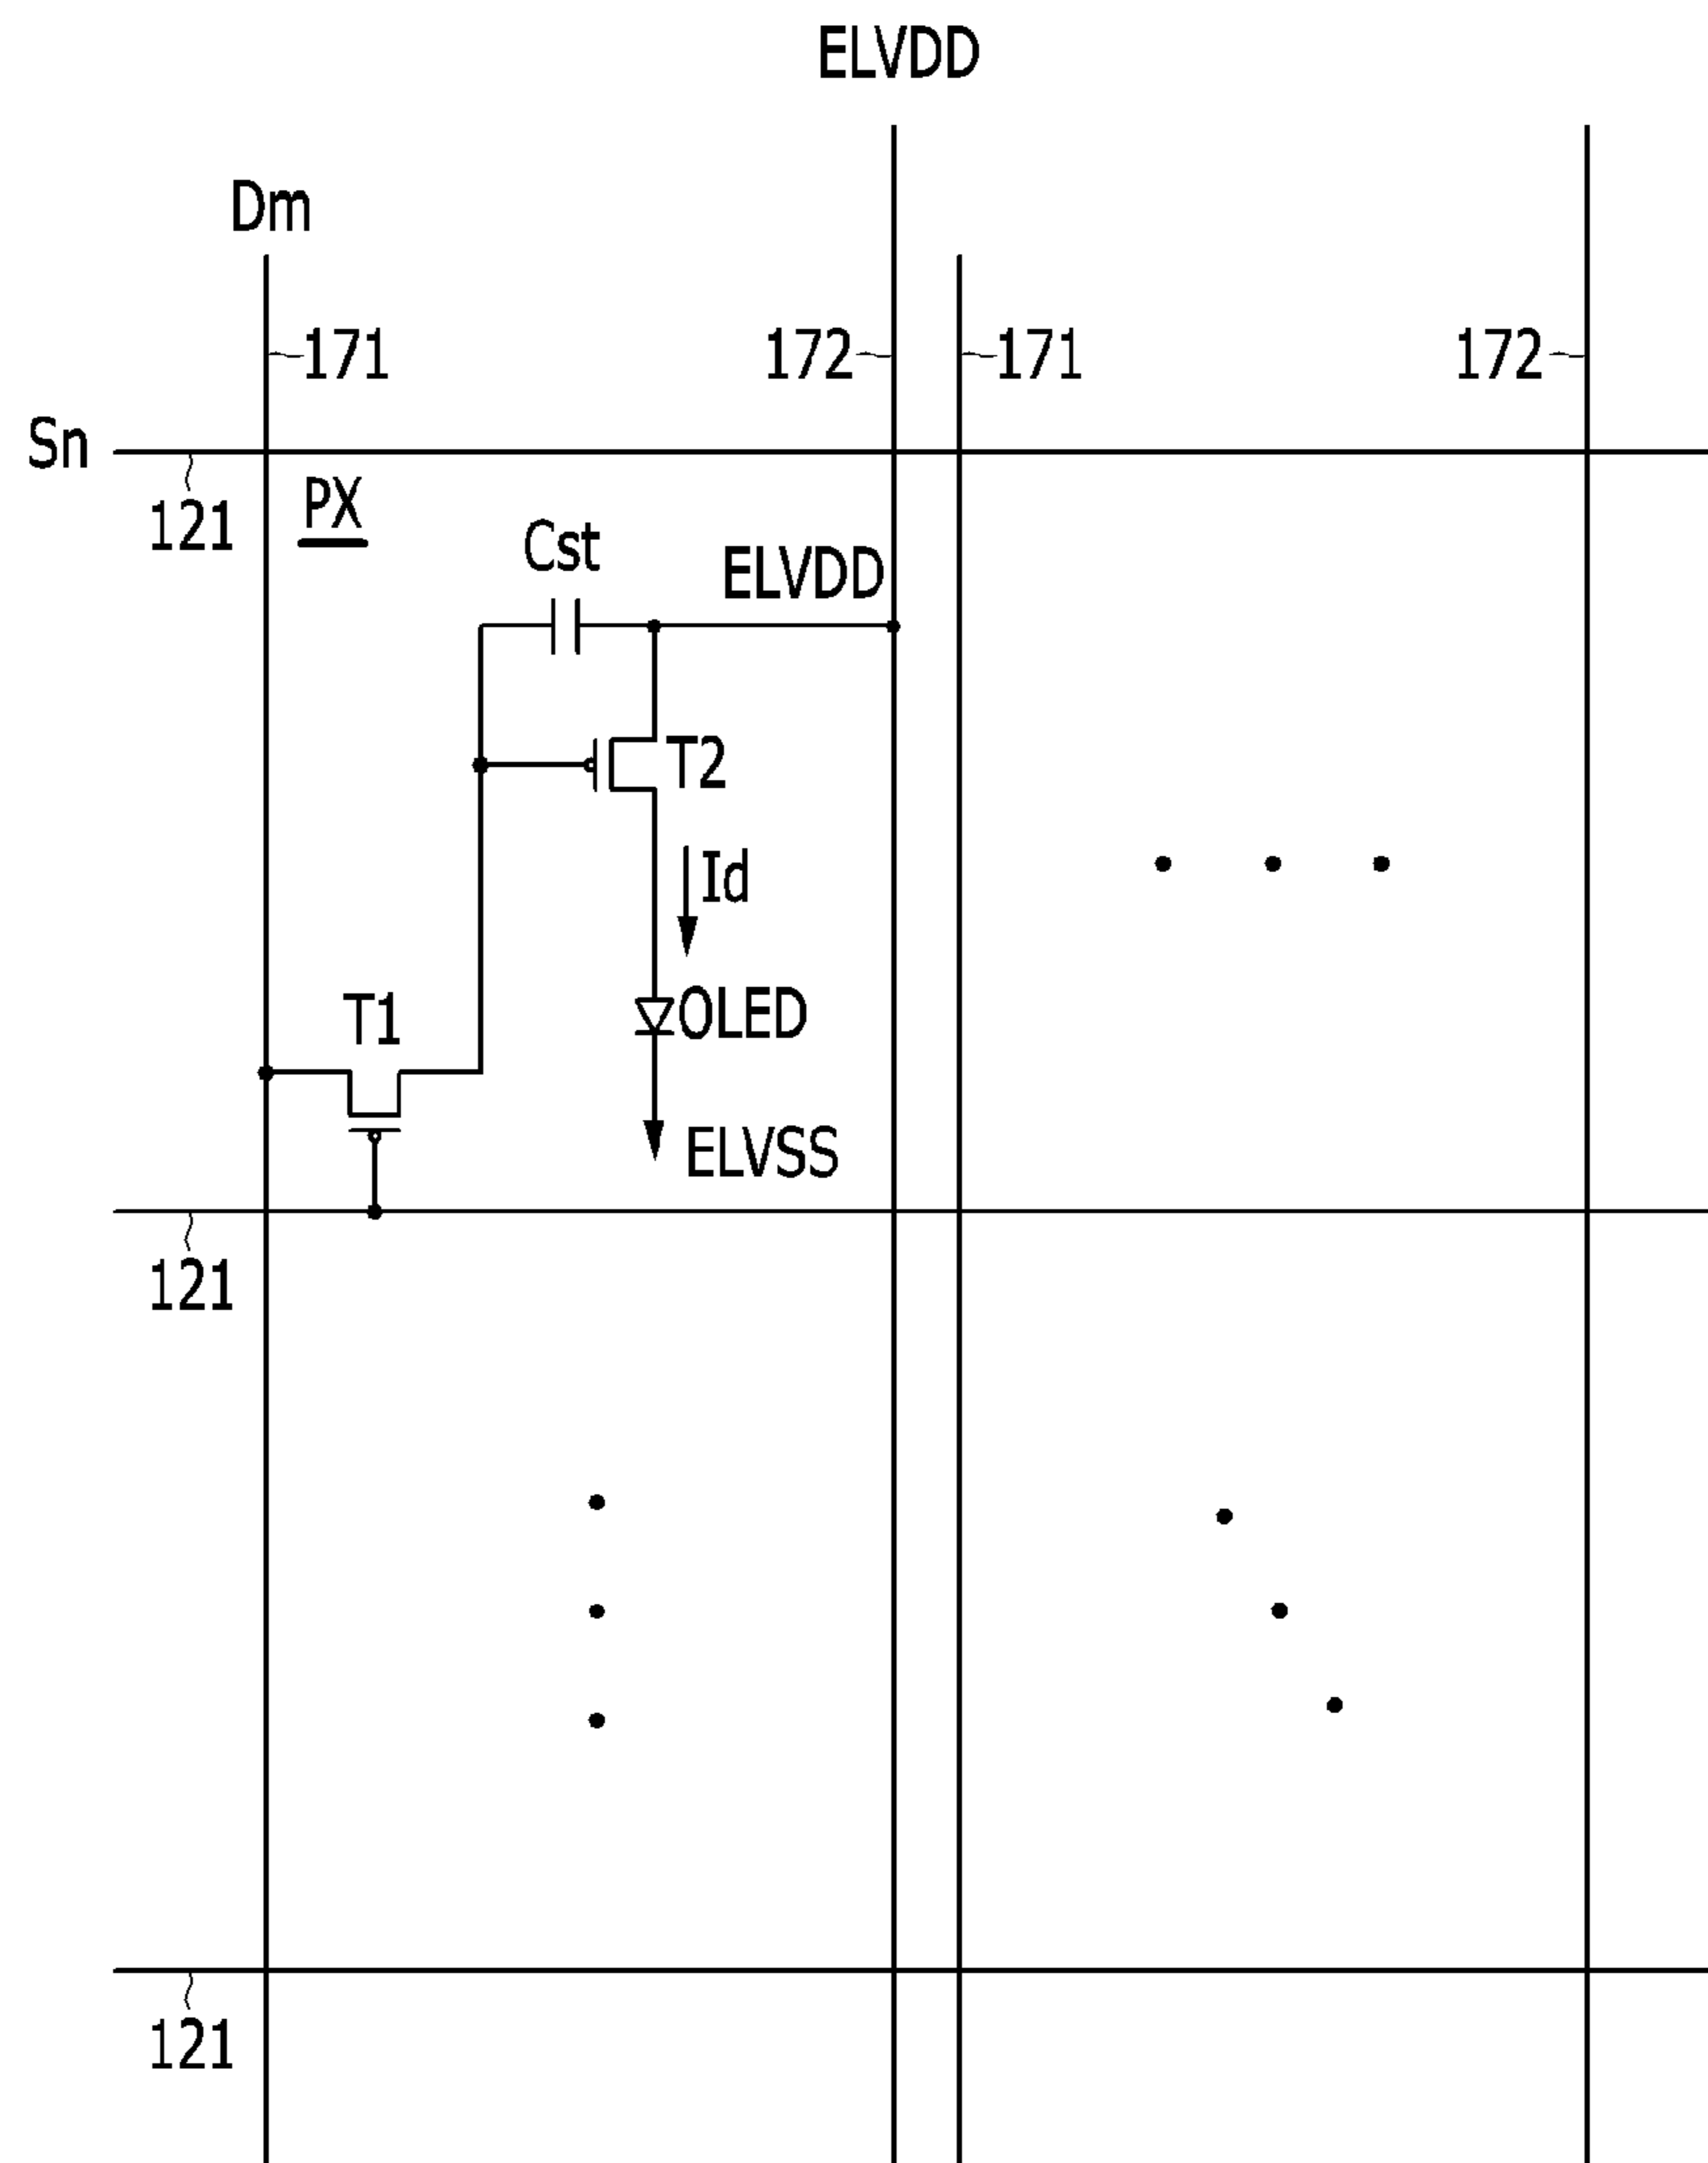 ELVDD
Dm
171
172
171
172
Sn
121
PX
Cst
ELVDD
T2
Id
OLED
T1
ELVSS
121
121